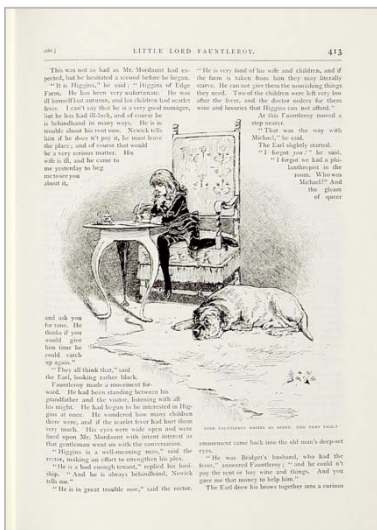 1886.]
LITTLE LORD FAUNTLEROY,
413
This was not as bad as Mr. Mordaunt had ex-
pected, but he hesitated a second before he began.
"It is Higgins," he said; "Higgins of Edge
Farm. He has been very unfortunate. He was
ill himself last autumn, and his children had scarlet
fever. I can't say that he is a very good manager,
but he has had ill-luck, and of course he
is behindhand in many ways. He is in
trouble about his rent now. Newick tells
him if he does n't pay it, he must leave
the place; and of course that would
be a very serious matter. His
wife is ill, and he came to
me yesterday to beg
me to see you
about it,
and ask you
for time. He
thinks if you
would give
him time he
could catch
up again."
"They all think that," said
the Earl, looking rather black.
Fauntleroy made a movement for-
ward. He had been standing between his
grandfather and the visitor, listening with all
his might. He had begun to be interested in Hig-
gins at once. He wondered how many children
there were, and if the scarlet fever had hurt them
very much. His eyes were wide open and were
fixed upon Mr. Mordaunt with intent interest as
that gentleman went on with the conversation.
"Higgins is a well-meaning man," said the
rector, making an effort to strengthen his plea.
"He is a bad enough tenant," replied his lord-
ship. "And he is always behindhand, Newick
tells me."
"He is in great trouble now," said the rector.
"He is very fond of his wife and children, and if
the farm is taken from him they may literally
starve. He can not give them the nourishing things
they need. Two of the children were left very low
after the fever, and the doctor orders for them
wine and luxuries that Higgins can not afford."
At this Fauntleroy moved a
step nearer.
"That was the way with
Michael," he said.
The Earl slightly started.
"I forgot you!" he said.
"I forgot we had a phi-
lanthropist in the
room. Who was
Michael?" And
the gleam
of queer
LORD FAUNTLEROY WRITES
amusement came back into the old man's deep-set
eyes.
"He was Bridget's husband, who had the
fever," answered Fauntleroy; "and he could n't
pay the rent or buy wine and things. And you
gave me that money to help him."
The Earl drew his brows together into a curious